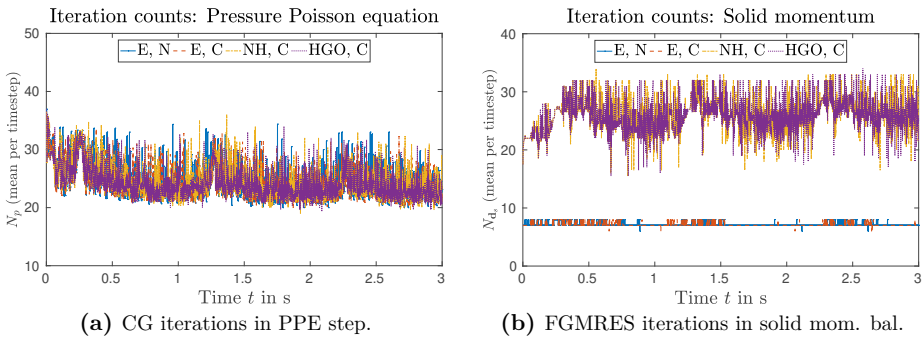 Iteration counts: Pressure Poisson equation
50
40
30
20
10
E, N E, C NH, C HGO, C
N_p (mean per timestep)
0 0.5 1 1.5 2 2.5 3
Time t in s
(a) CG iterations in PPE step.
Iteration counts: Solid momentum
40
30
20
10
0
E, N E, C NH, C HGO, C
N_{d_s} (mean per timestep)
0 0.5 1 1.5 2 2.5 3
Time t in s
(b) FGMRES iterations in solid mom. bal.